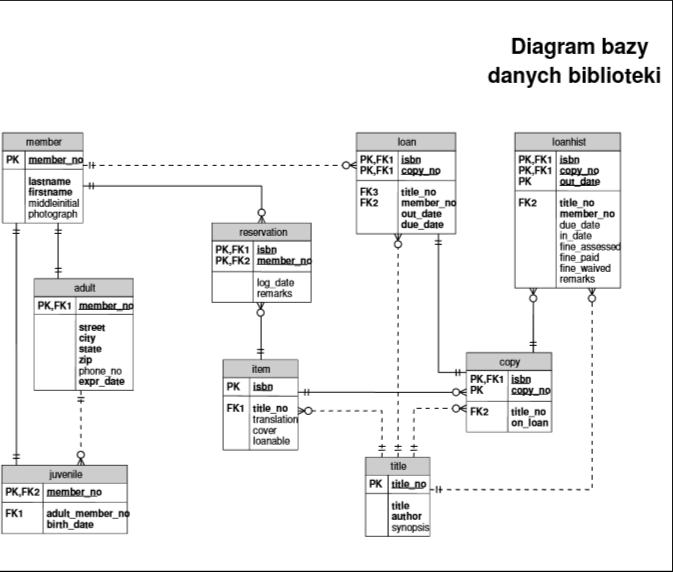 Diagram bazy
danych biblioteki
member
PK member_no
lastname
firstname
middleinitial
photograph
loan
PK,FK1 isbn
PK,FK1 copy_no
FK3 title_no
FK2 member_no
out_date
due_date
loanhist
PK,FK1 isbn
PK,FK1 copy_no
PK out_date
FK2 title_no
member_no
due_date
in_date
fine_assessed
fine_paid
fine_waived
remarks
reservation
PK,FK1 isbn
PK,FK2 member_no
log_date
remarks
adult
PK,FK1 member_no
street
city
state
zip
phone_no
expr_date
item
PK isbn
FK1 title_no
translation
cover
loanable
copy
PK,FK1 isbn
PK copy_no
FK2 title_no
on_loan
juvenile
PK,FK2 member_no
FK1 adult_member_no
birth_date
title
PK title_no
title
author
synopsis